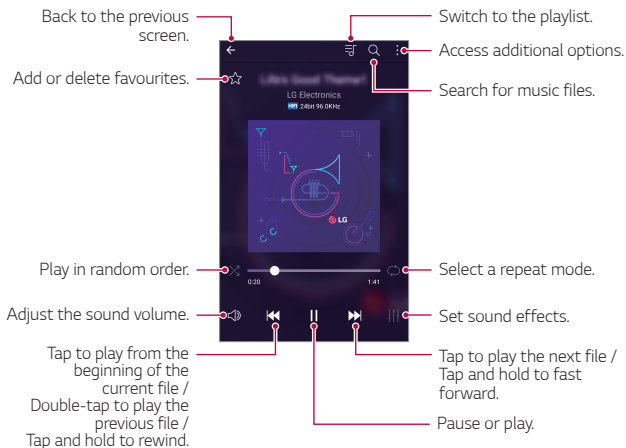 Back to the previous
screen.
Switch to the playlist.
Access additional options.
Add or delete favourites.
Search for music files.
Life's Good Theme?
LG Electronics
HiFi 24bit 96.0KHz
LG
Play in random order.
Select a repeat mode.
0:20
1:41
Adjust the sound volume.
Set sound effects.
Tap to play from the
beginning of the
current file /
Double-tap to play the
previous file /
Tap and hold to rewind.
Tap to play the next file /
Tap and hold to fast
forward.
Pause or play.